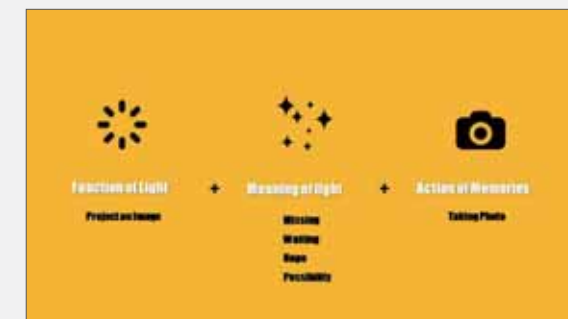 Function of Light + Meaning of light + Action of Memories
Project an Image
Missing
Waiting
Hope
Possibility
Taking Photo